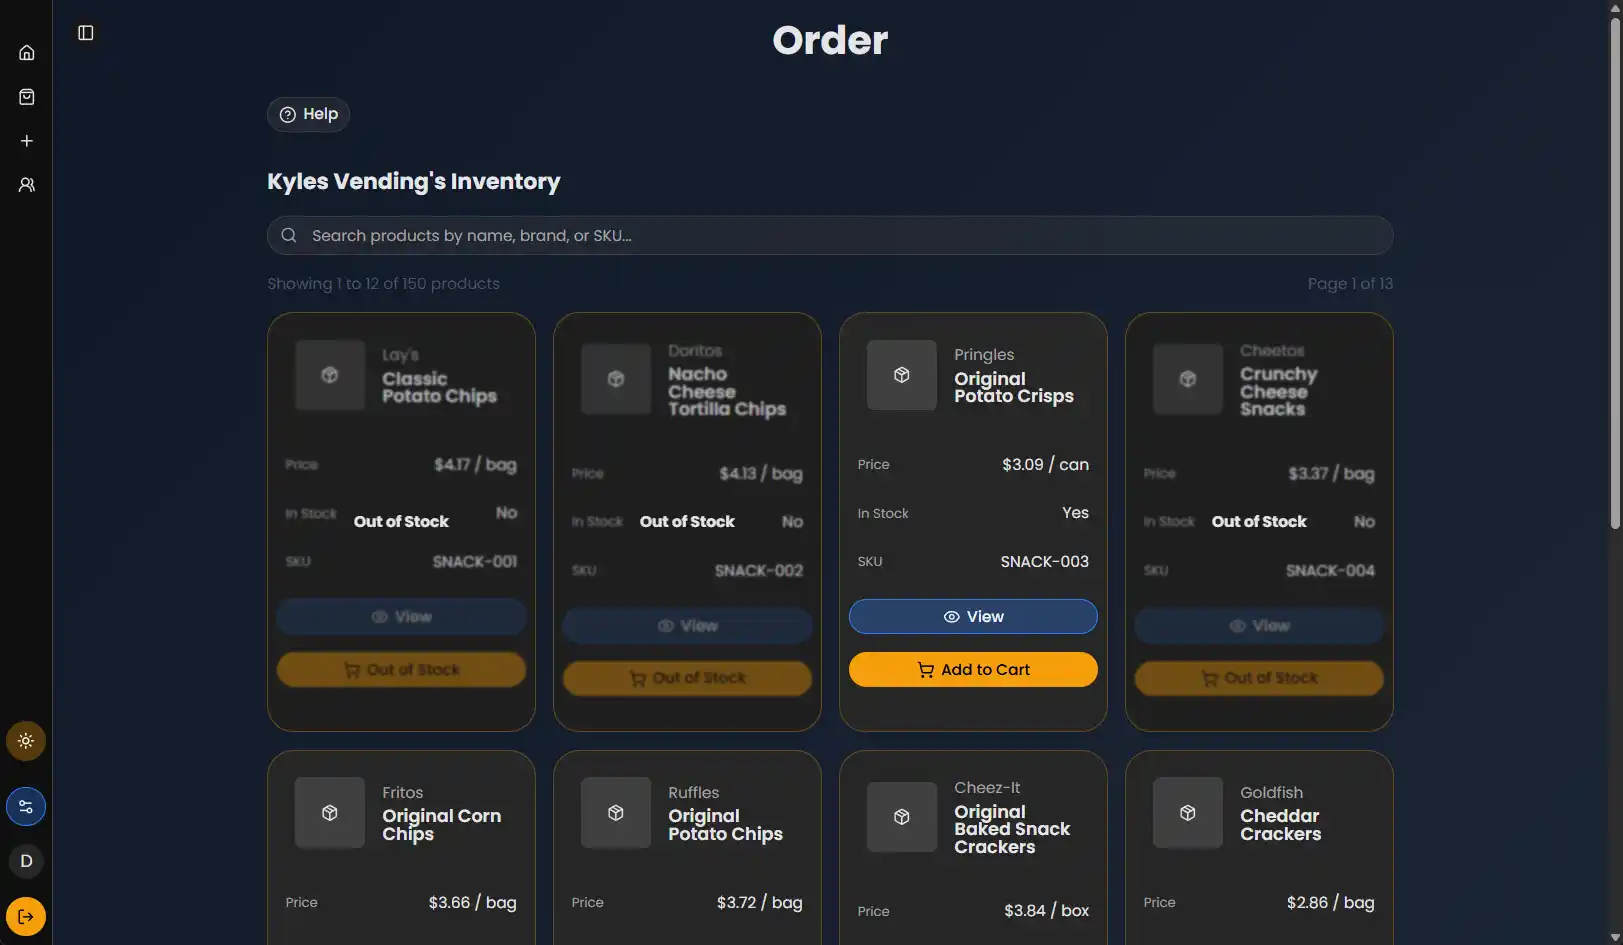 Order
Help
Kyles Vending's Inventory
Search products by name, brand, or SKU...
Showing 1 to 12 of 150 products
Page 1 of 13
Lay's
Classic
Potato Chips
Price
$4.17 / bag
In Stock
No
Out of Stock
SKU
SNACK-001
View
Out of Stock
Doritos
Nacho
Cheese
Tortilla Chips
Price
$4.13 / bag
In Stock
No
Out of Stock
SKU
SNACK-002
View
Out of Stock
Pringles
Original
Potato Crisps
Price
$3.09 / can
In Stock
Yes
SKU
SNACK-003
View
Add to Cart
Cheetos
Crunchy
Cheese
Snacks
Price
$3.37 / bag
In Stock
No
Out of Stock
SKU
SNACK-004
View
Out of Stock
Fritos
Original Corn
Chips
Price
$3.66 / bag
Ruffles
Original
Potato Chips
Price
$3.72 / bag
Cheez-It
Original
Baked Snack
Crackers
Price
$3.84 / box
Goldfish
Cheddar
Crackers
Price
$2.86 / bag
D